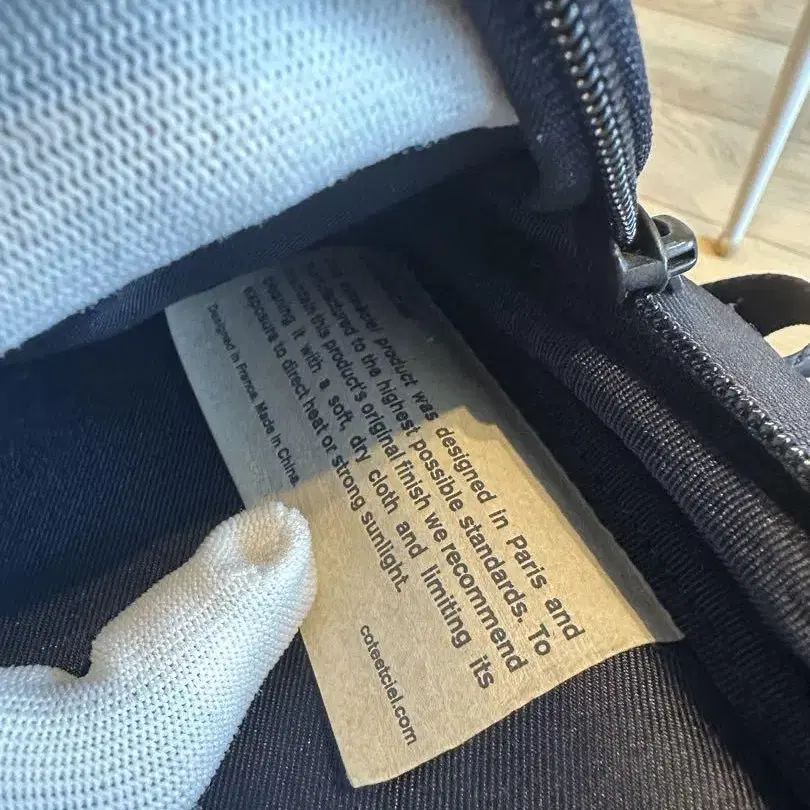 product was designed in Paris and
to the highest possible standards. To
this product's original finish we recommend
cleaning it with a soft, dry cloth and limiting its
exposure to direct heat or strong sunlight.
Designed in France. Made in China.
coteetciel.com